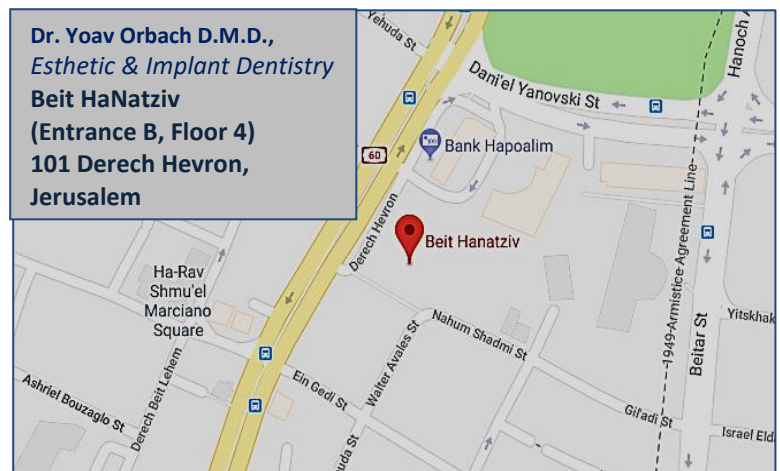 Dr. Yoav Orbach D.M.D.,
Esthetic & Implant Dentistry
Beit HaNatziv
(Entrance B, Floor 4)
101 Derech Hevron,
Jerusalem
Yehuda St
Hanoch A
Dani'el Yanovski St
60
Bank Hapoalim
Derech Hevron
Beit Hanatziv
1949 Armistice Agreement Line
Ha-Rav
Shmu'el
Marciano
Square
Nahum Shadmi St
Yitskhak
Beitar St
Walter Avales St
Ein Gedi St
Derech Beit Lehem
Ashriel Bouzaglo St
Gil'adi St
Israel Eld
uda St